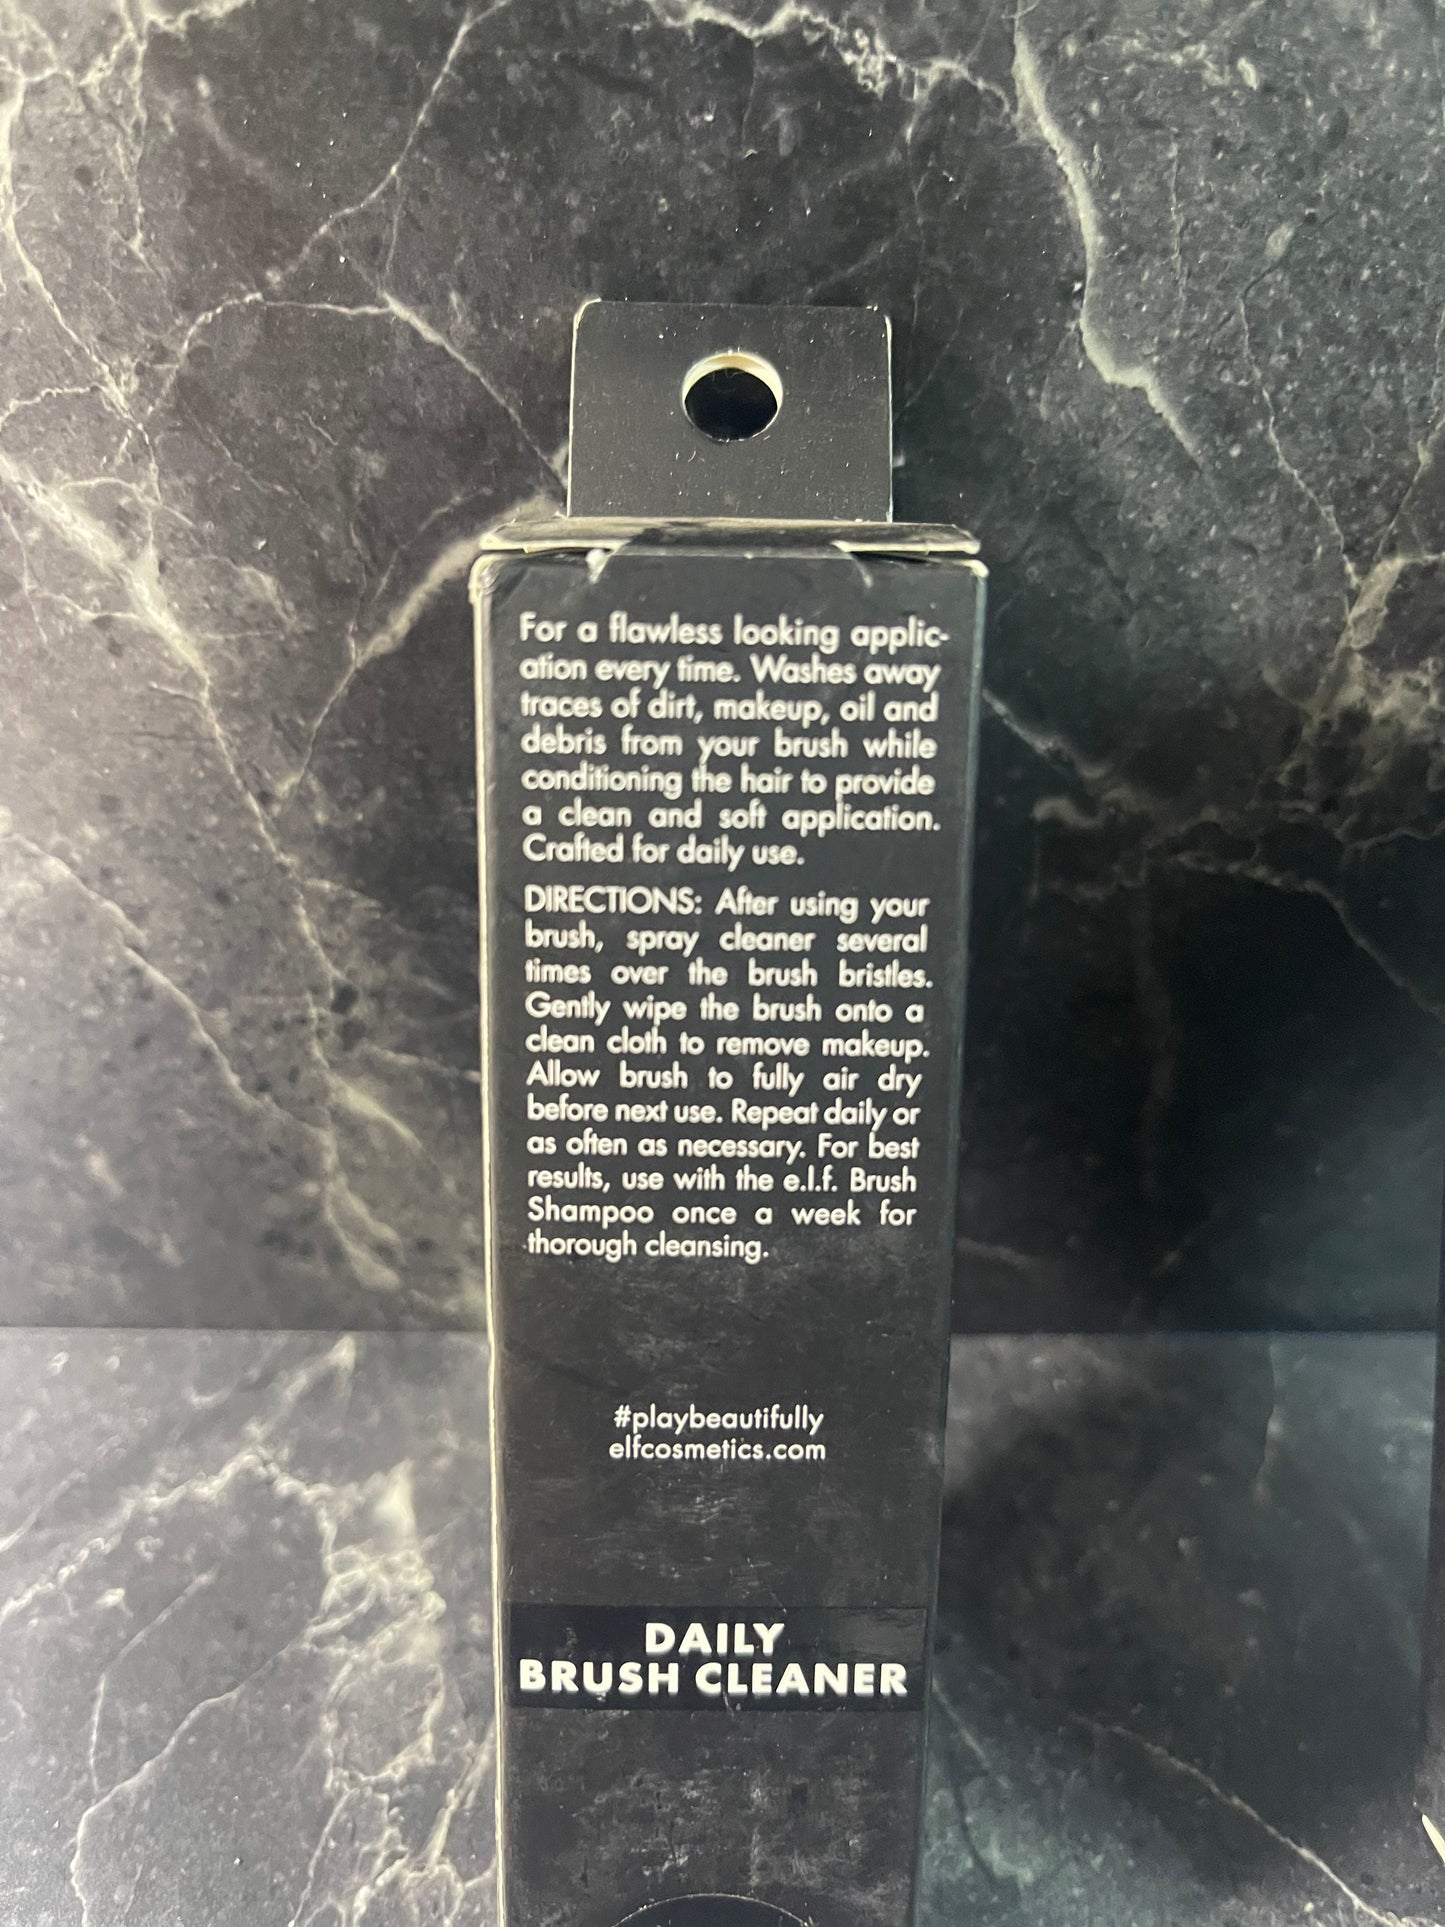 For a flawless looking applic-
ation every time. Washes away
traces of dirt, makeup, oil and
debris from your brush while
conditioning the hair to provide
a clean and soft application.
Crafted for daily use.
DIRECTIONS: After using your
brush, spray cleaner several
times over the brush bristles.
Gently wipe the brush onto a
clean cloth to remove makeup.
Allow brush to fully air dry
before next use. Repeat daily or
as often as necessary. For best
results, use with the e.l.f. Brush
Shampoo once a week for
thorough cleansing.
#playbeautifully
elfcosmetics.com
DAILY
BRUSH CLEANER